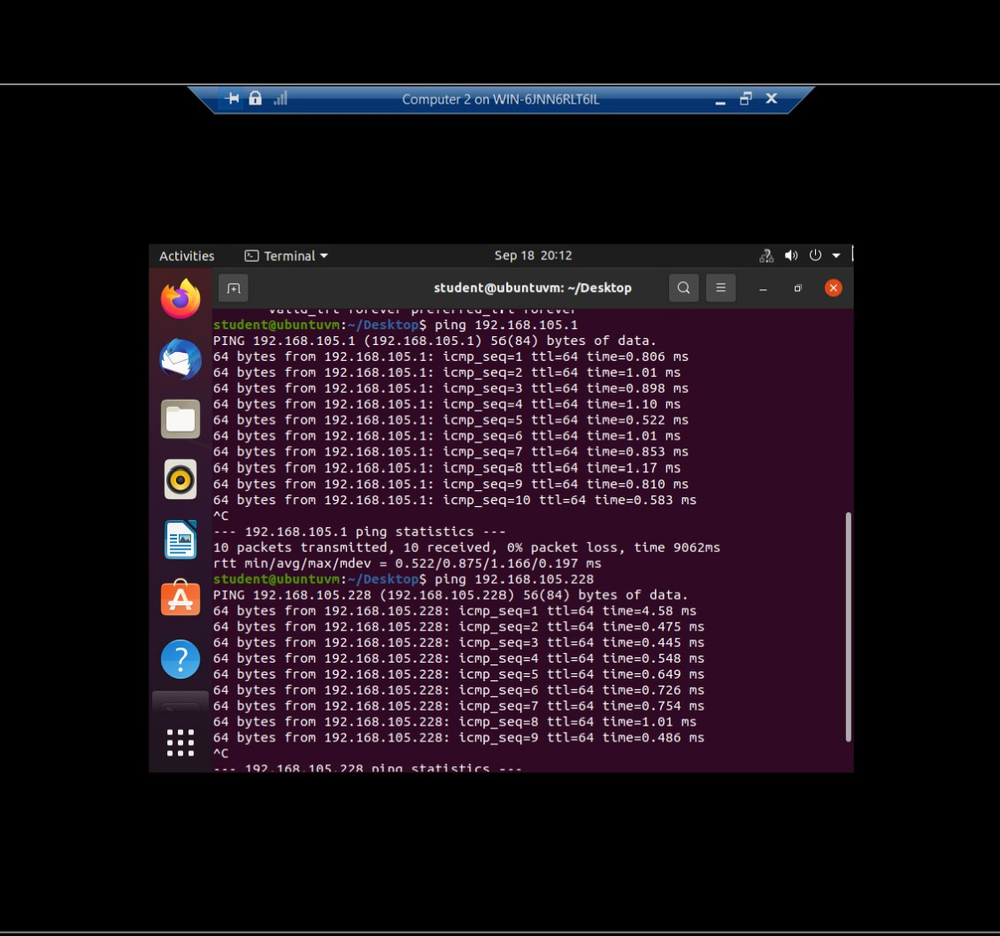 Computer 2 on WIN-6JNN6RLT6IL
Activities Terminal Sep 18 20:12
student@ubuntuvm: ~/Desktop
valid_lft forever preferred_lft forever
student@ubuntuvm:~/Desktop$ ping 192.168.105.1
PING 192.168.105.1 (192.168.105.1) 56(84) bytes of data.
64 bytes from 192.168.105.1: icmp_seq=1 ttl=64 time=0.806 ms
64 bytes from 192.168.105.1: icmp_seq=2 ttl=64 time=1.01 ms
64 bytes from 192.168.105.1: icmp_seq=3 ttl=64 time=0.898 ms
64 bytes from 192.168.105.1: icmp_seq=4 ttl=64 time=1.10 ms
64 bytes from 192.168.105.1: icmp_seq=5 ttl=64 time=0.522 ms
64 bytes from 192.168.105.1: icmp_seq=6 ttl=64 time=1.01 ms
64 bytes from 192.168.105.1: icmp_seq=7 ttl=64 time=0.853 ms
64 bytes from 192.168.105.1: icmp_seq=8 ttl=64 time=1.17 ms
64 bytes from 192.168.105.1: icmp_seq=9 ttl=64 time=0.810 ms
64 bytes from 192.168.105.1: icmp_seq=10 ttl=64 time=0.583 ms
^C
--- 192.168.105.1 ping statistics ---
10 packets transmitted, 10 received, 0% packet loss, time 9062ms
rtt min/avg/max/mdev = 0.522/0.875/1.166/0.197 ms
student@ubuntuvm:~/Desktop$ ping 192.168.105.228
PING 192.168.105.228 (192.168.105.228) 56(84) bytes of data.
64 bytes from 192.168.105.228: icmp_seq=1 ttl=64 time=4.58 ms
64 bytes from 192.168.105.228: icmp_seq=2 ttl=64 time=0.475 ms
64 bytes from 192.168.105.228: icmp_seq=3 ttl=64 time=0.445 ms
64 bytes from 192.168.105.228: icmp_seq=4 ttl=64 time=0.548 ms
64 bytes from 192.168.105.228: icmp_seq=5 ttl=64 time=0.649 ms
64 bytes from 192.168.105.228: icmp_seq=6 ttl=64 time=0.726 ms
64 bytes from 192.168.105.228: icmp_seq=7 ttl=64 time=0.754 ms
64 bytes from 192.168.105.228: icmp_seq=8 ttl=64 time=1.01 ms
64 bytes from 192.168.105.228: icmp_seq=9 ttl=64 time=0.486 ms
^C
--- 192.168.105.228 ping statistics ---